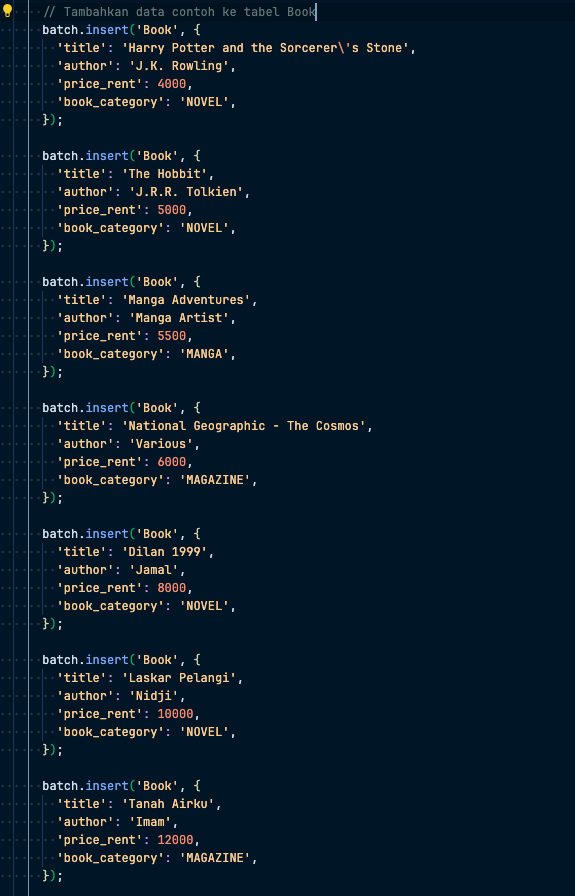 // Tambahkan data contoh ke tabel Book
batch.insert('Book', {
'title': 'Harry Potter and the Sorcerer\'s Stone',
'author': 'J.K. Rowling',
'price_rent': 4000,
'book_category': 'NOVEL',
});
batch.insert('Book', {
'title': 'The Hobbit',
'author': 'J.R.R. Tolkien',
'price_rent': 5000,
'book_category': 'NOVEL',
});
batch.insert('Book', {
'title': 'Manga Adventures',
'author': 'Manga Artist',
'price_rent': 5500,
'book_category': 'MANGA',
});
batch.insert('Book', {
'title': 'National Geographic - The Cosmos',
'author': 'Various',
'price_rent': 6000,
'book_category': 'MAGAZINE',
});
batch.insert('Book', {
'title': 'Dilan 1999',
'author': 'Jamal',
'price_rent': 8000,
'book_category': 'NOVEL',
});
batch.insert('Book', {
'title': 'Laskar Pelangi',
'author': 'Nidji',
'price_rent': 10000,
'book_category': 'NOVEL',
});
batch.insert('Book', {
'title': 'Tanah Airku',
'author': 'Imam',
'price_rent': 12000,
'book_category': 'MAGAZINE',
});